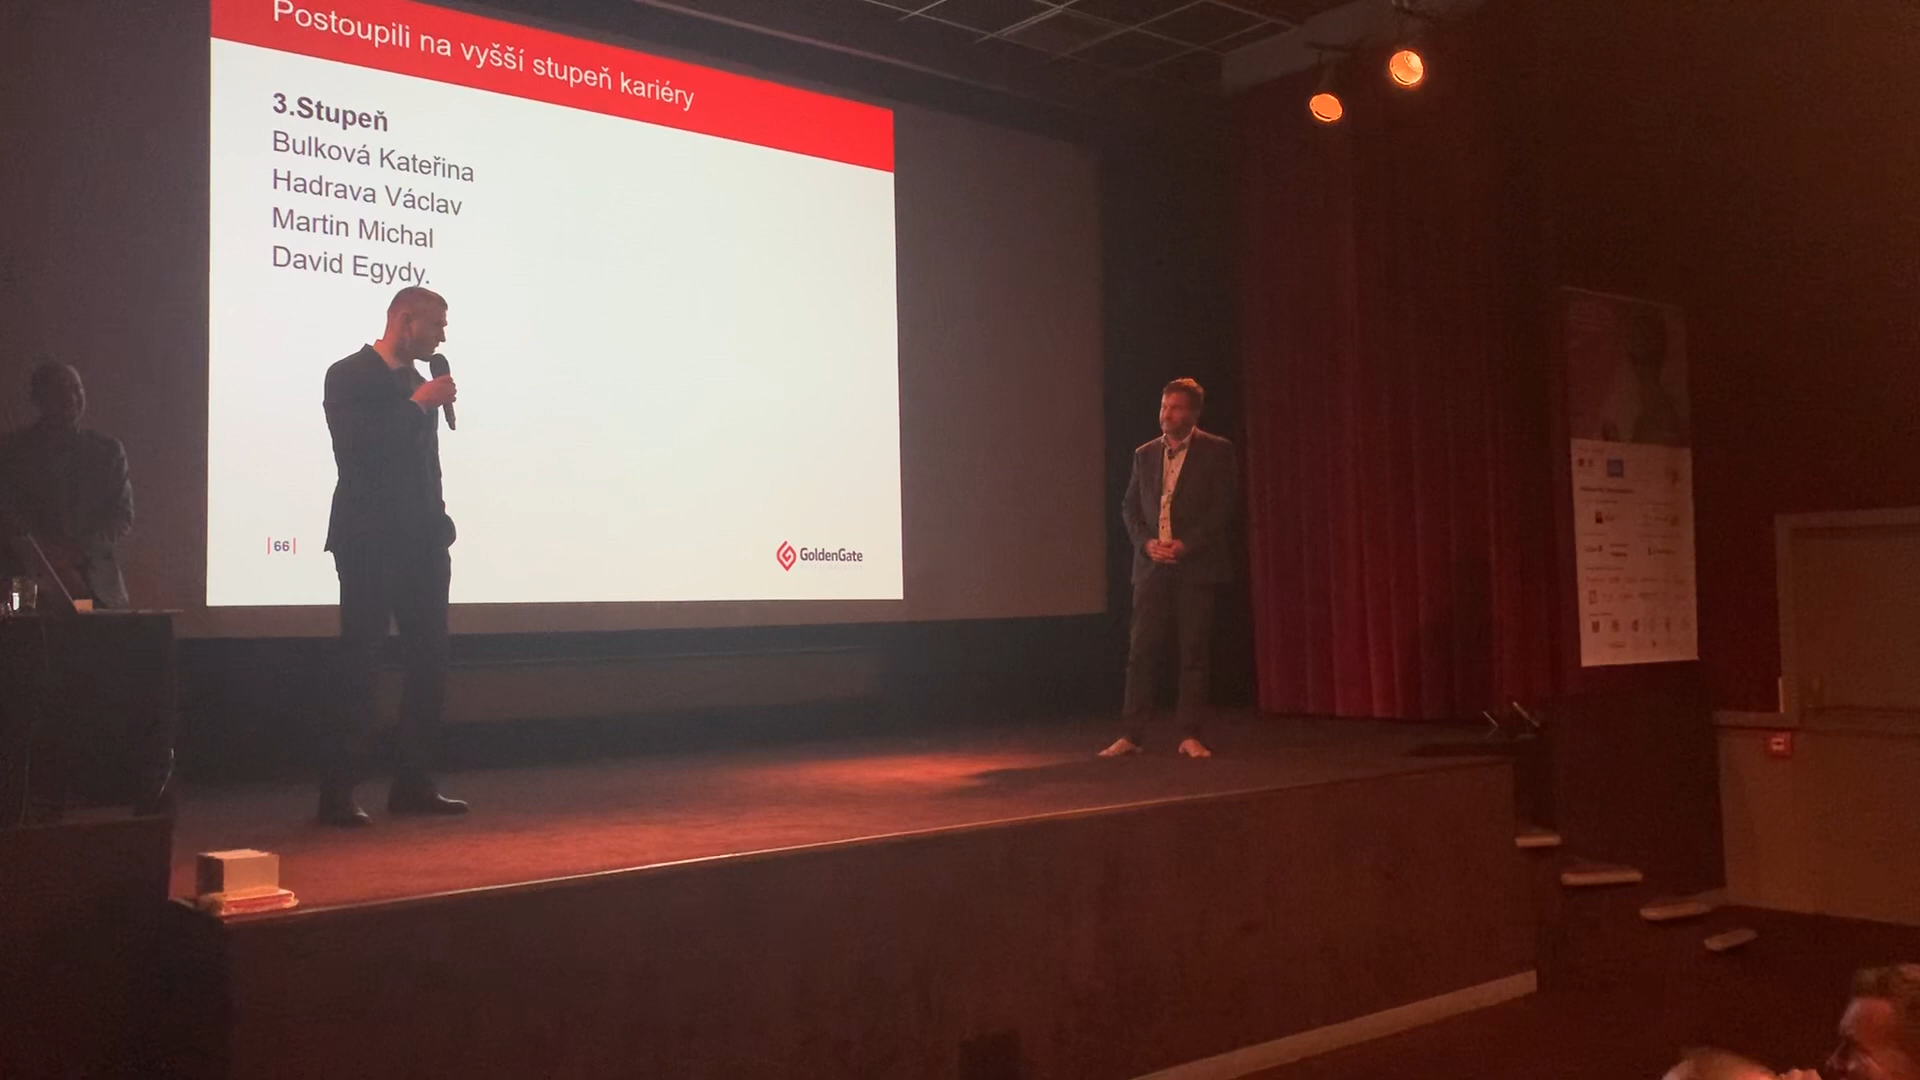 Postoupili na vyšší stupeň kariéry
3.Stupeň
Bulková Kateřina
Hadrava Václav
Martin Michal
David Egydy.
|66|
GoldenGate